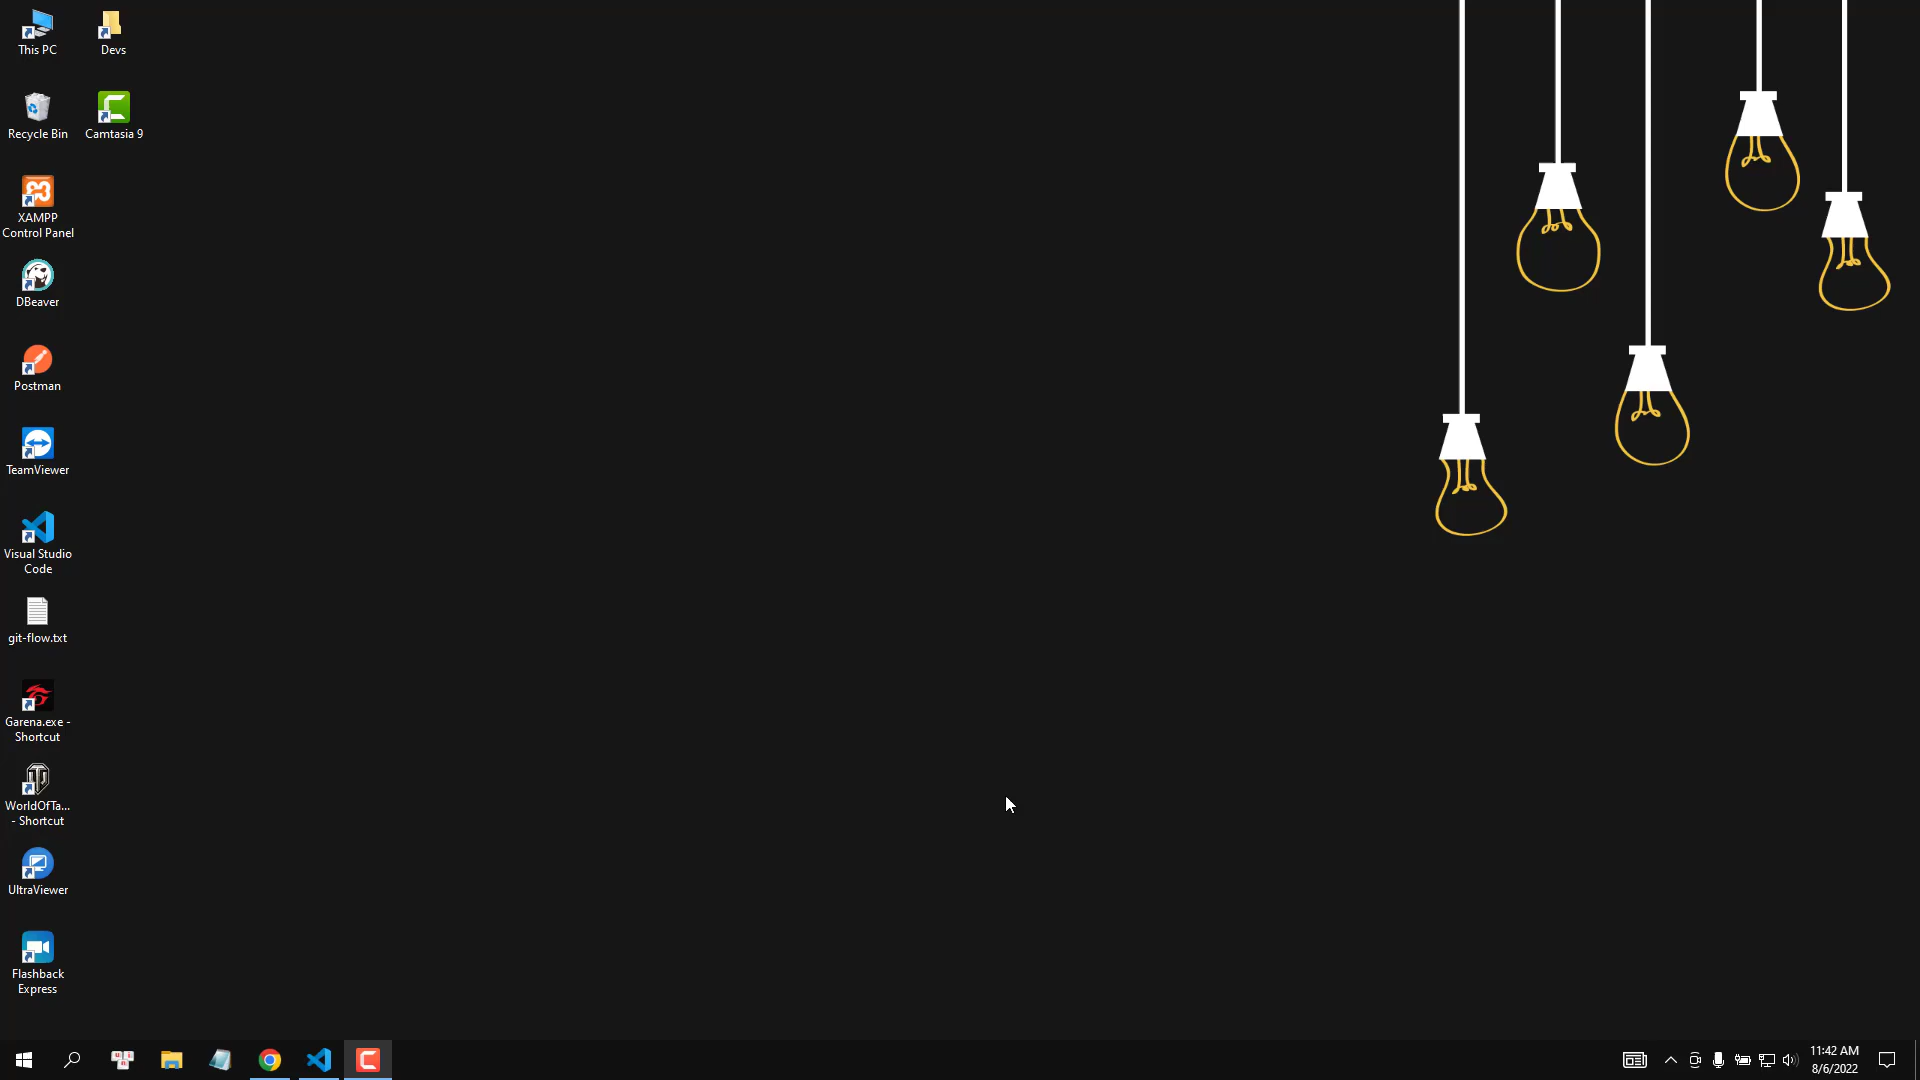 This PC
Devs
Recycle Bin
Camtasia 9
XAMPP
Control Panel
DBeaver
Postman
TeamViewer
Visual Studio
Code
git-flow.txt
Garena.exe -
Shortcut
WorldOfTa...
- Shortcut
UltraViewer
Flashback
Express
11:42 AM
8/6/2022